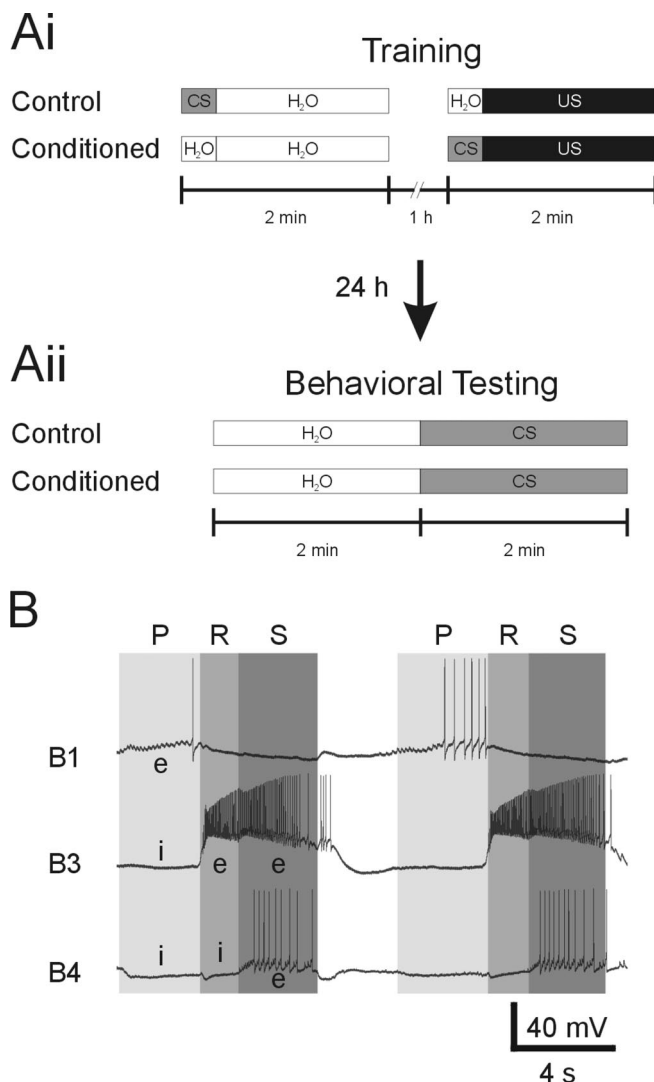 Ai
Training
Control CS H₂O H₂O US
Conditioned H₂O H₂O CS US
2 min 1 h 2 min
24 h
Aii
Behavioral Testing
Control H₂O CS
Conditioned H₂O CS
2 min 2 min
B
P R S P R S
B1 e
B3 i e e
B4 i i e
40 mV
4 s